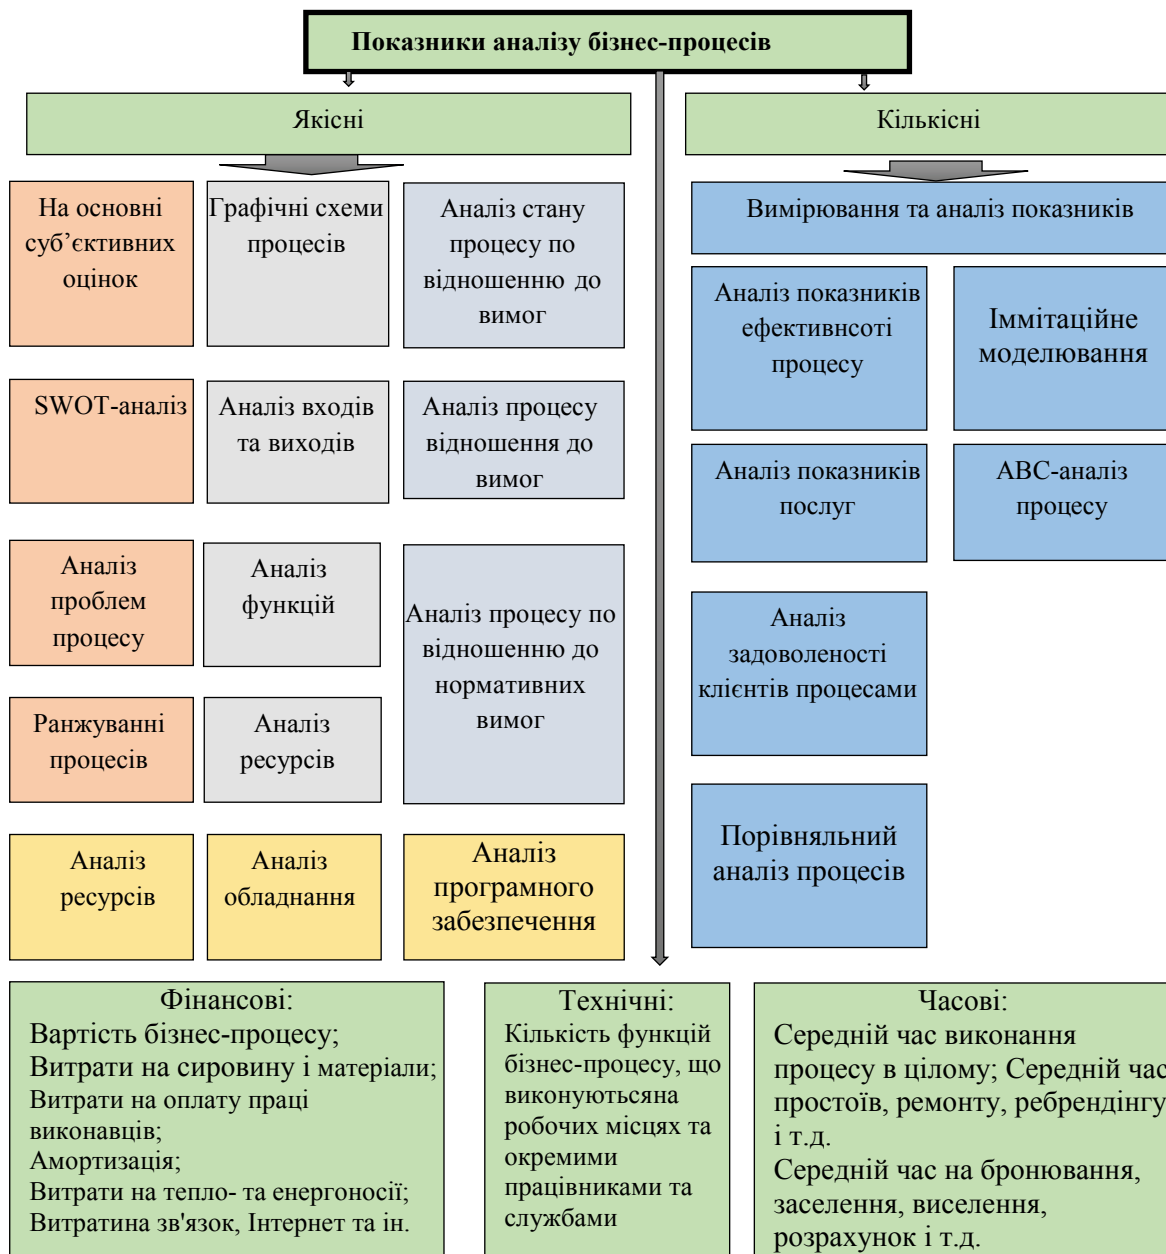 Показники аналізу бізнес-процесів
Якісні
Кількісні
На основні
суб’єктивних
оцінок
Графічні схеми
процесів
Аналіз стану
процесу по
відношенню до
вимог
SWOT-аналіз
Аналіз входів
та виходів
Аналіз процесу
відношення до
вимог
Аналіз
проблем
процесу
Аналіз
функцій
Аналіз процесу по
відношенню до
нормативних
вимог
Ранжуванні
процесів
Аналіз
ресурсів
Аналіз
ресурсів
Аналіз
обладнання
Аналіз
програмного
забезпечення
Вимірювання та аналіз показників
Аналіз показників
ефективнсоті
процесу
Іммітаційне
моделювання
Аналіз показників
послуг
АВС-аналіз
процесу
Аналіз
задоволеності
клієнтів процесами
Порівняльний
аналіз процесів
Фінансові:
Вартість бізнес-процесу;
Витрати на сировину і матеріали;
Витрати на оплату праці
виконавців;
Амортизація;
Витрати на тепло- та енергоносії;
Витратина зв'язок, Інтернет та ін.
Технічні:
Кількість функцій
бізнес-процесу, що
виконуютьсяна
робочих місцях та
окремими
працівниками та
службами
Часові:
Середній час виконання
процесу в цілому; Середній час
простоїв, ремонту, ребрендінгу
і т.д.
Середній час на бронювання,
заселення, виселення,
розрахунок і т.д.